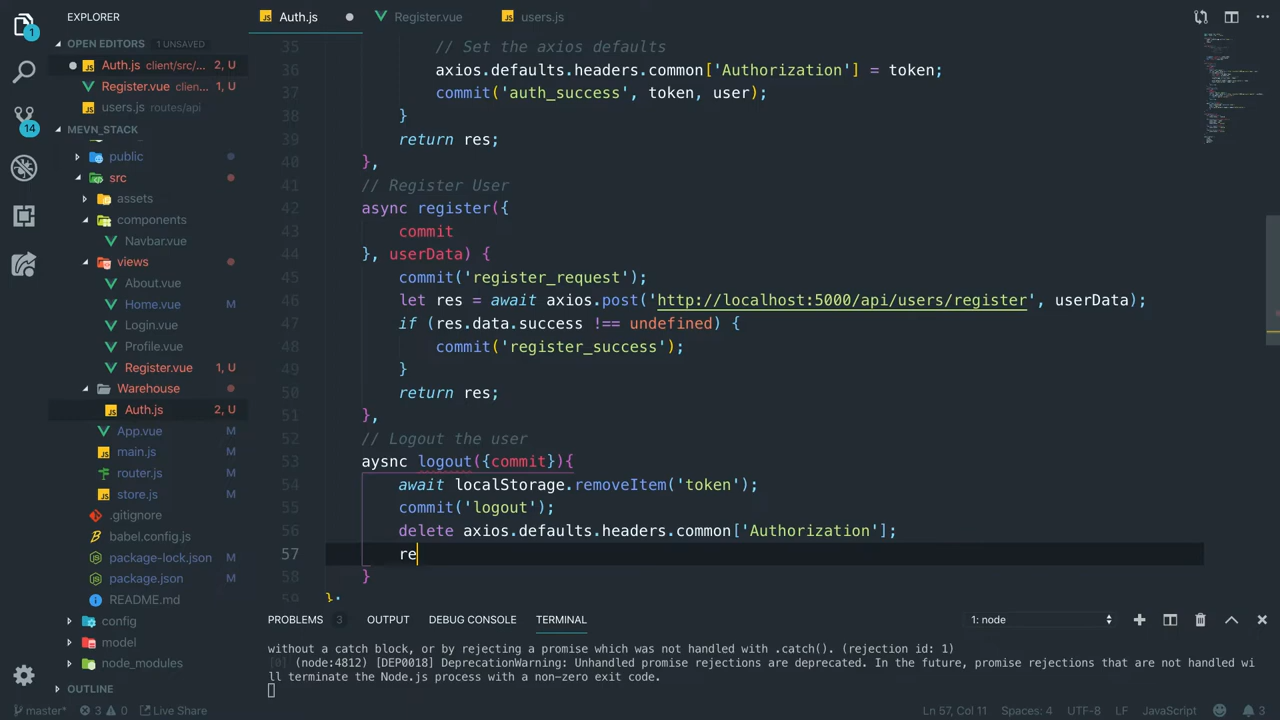 EXPLORER
Auth.js
Register.vue
users.js
OPEN EDITORS 1 UNSAVED
Auth.js client/src/... 2, U
Register.vue clien... 1, U
users.js routes/api
MEVN_STACK
public
src
assets
components
Navbar.vue
views
About.vue
Home.vue M
Login.vue
Profile.vue
Register.vue 1, U
Warehouse
Auth.js 2, U
App.vue M
main.js M
router.js M
store.js M
.gitignore
babel.config.js
package-lock.json M
package.json M
README.md
config
model
node_modules
OUTLINE
1
14
35 // Set the axios defaults
36 axios.defaults.headers.common['Authorization'] = token;
37 commit('auth_success', token, user);
38 }
39 return res;
40 },
41 // Register User
42 async register({
43 commit
44 }, userData) {
45 commit('register_request');
46 let res = await axios.post('http://localhost:5000/api/users/register', userData);
47 if (res.data.success !== undefined) {
48 commit('register_success');
49 }
50 return res;
51 },
52 // Logout the user
53 aysnc logout({commit}){
54 await localStorage.removeItem('token');
55 commit('logout');
56 delete axios.defaults.headers.common['Authorization'];
57 re
58 }
59 };
PROBLEMS 3 OUTPUT DEBUG CONSOLE TERMINAL 1: node
without a catch block, or by rejecting a promise which was not handled with .catch(). (rejection id: 1)
[0] (node:4812) [DEP0018] DeprecationWarning: Unhandled promise rejections are deprecated. In the future, promise rejections that are not handled wi
ll terminate the Node.js process with a non-zero exit code.
master* 3 0 Live Share Ln 57, Col 11 Spaces: 4 UTF-8 LF JavaScript 3